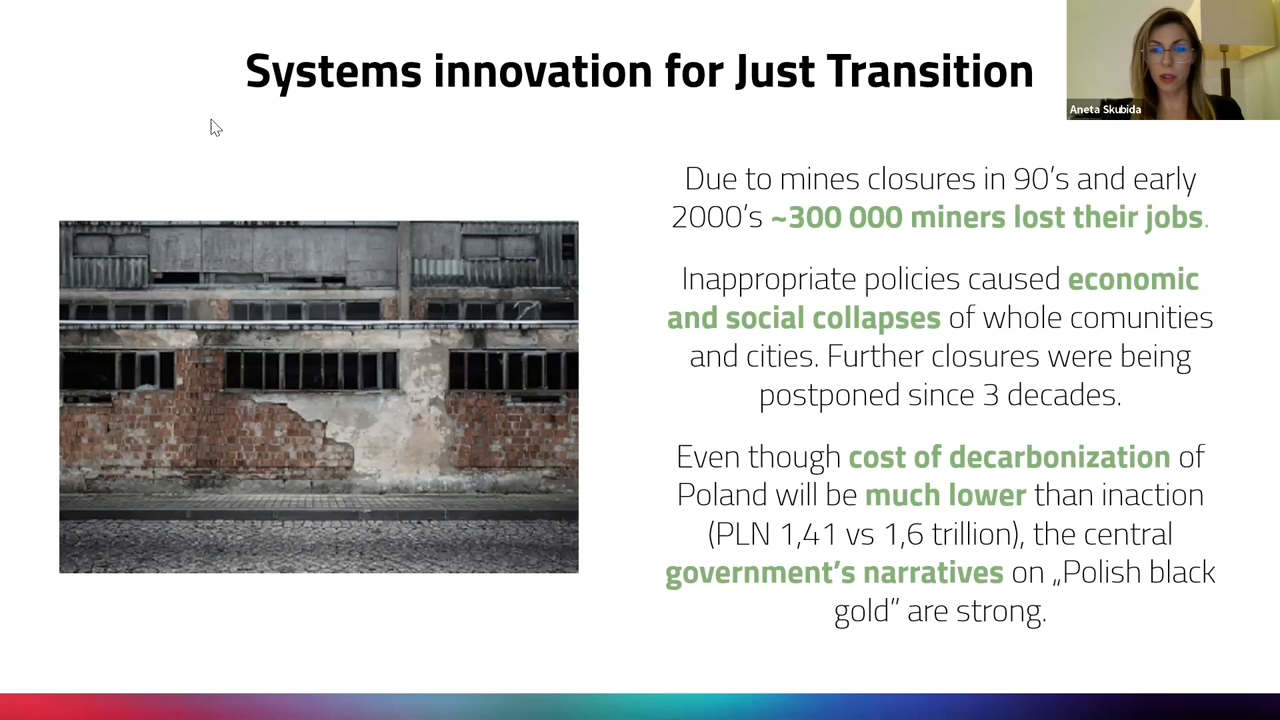 Systems innovation for Just Transition
Aneta Skubida
Due to mines closures in 90's and early
2000's ~300 000 miners lost their jobs.
Inappropriate policies caused economic
and social collapses of whole comunities
and cities. Further closures were being
postponed since 3 decades.
Even though cost of decarbonization of
Poland will be much lower than inaction
(PLN 1,41 vs 1,6 trillion), the central
government's narratives on „Polish black
gold” are strong.